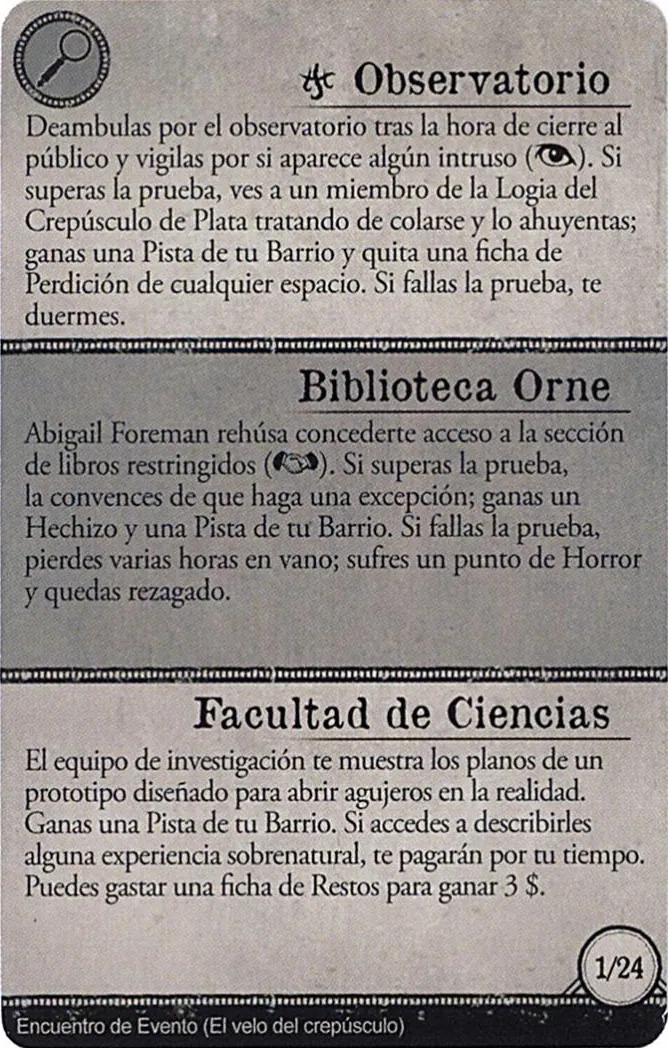 Observatorio
Deambulas por el observatorio tras la hora de cierre al
público y vigilas por si aparece algún intruso ( ). Si
superas la prueba, ves a un miembro de la Logia del
Crepúsculo de Plata tratando de colarse y lo ahuyentas;
ganas una Pista de tu Barrio y quita una ficha de
Perdición de cualquier espacio. Si fallas la prueba, te
duermes.
Biblioteca Orne
Abigail Foreman rehúsa concederte acceso a la sección
de libros restringidos ( ). Si superas la prueba,
la convences de que haga una excepción; ganas un
Hechizo y una Pista de tu Barrio. Si fallas la prueba,
pierdes varias horas en vano; sufres un punto de Horror
y quedas rezagado.
Facultad de Ciencias
El equipo de investigación te muestra los planos de un
prototipo diseñado para abrir agujeros en la realidad.
Ganas una Pista de tu Barrio. Si accedes a describirles
alguna experiencia sobrenatural, te pagarán por tu tiempo.
Puedes gastar una ficha de Restos para ganar 3 $.
1/24
Encuentro de Evento (El velo del crepúsculo)